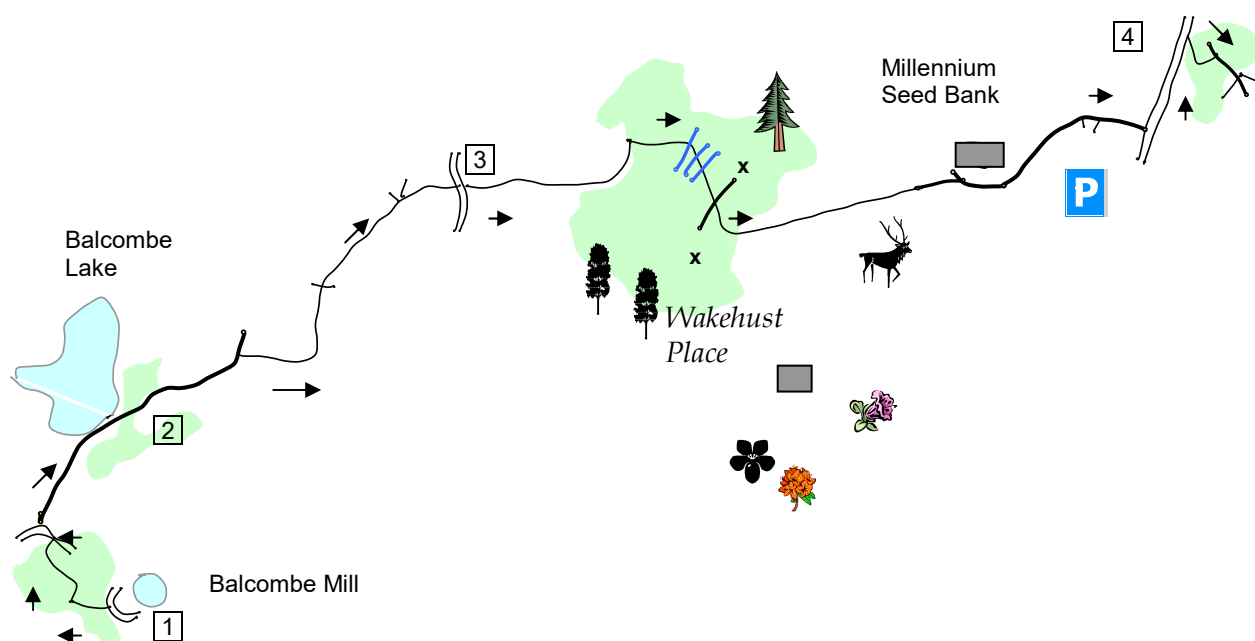 4
Millennium
Seed Bank
3
x
P
Balcombe
Lake
x
Wakehust
Place
2
Balcombe Mill
1